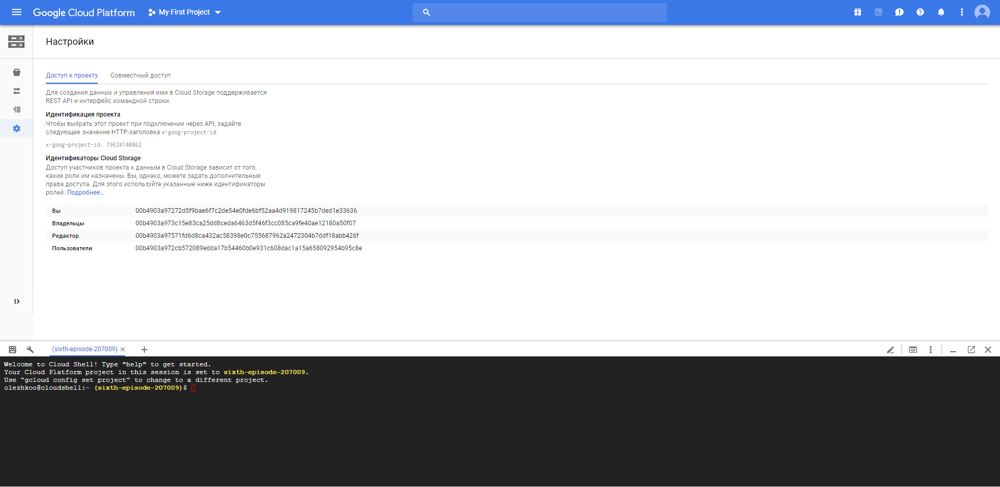 Google Cloud Platform
My First Project
Настройки
Доступ к проекту Совместный доступ
Для создания данных и управления ими в Cloud Storage поддерживается
REST API и интерфейс командной строки.
Идентификация проекта
Чтобы выбрать этот проект при подключении через API, задайте
следующее значение HTTP-заголовка x-goog-project-id:
x-goog-project-id: 79624140862
Идентификаторы Cloud Storage
Доступ участников проекта к данным в Cloud Storage зависит от того,
какие роли им назначены. Вы, однако, можете задать дополнительные
права доступа. Для этого используйте указанные ниже идентификаторы
ролей. Подробнее…
Вы 00b4903a97272d5f9bae6f7c2de54e0fde6bf52aa4d919817245b7ded1e33636
Владельцы 00b4903a973c15e83ca25dd8ceda6463d5f46f3cc085ca9fe40ae12180a50f07
Редактор 00b4903a97571fd6d8ca432ac58398e0c755687962a2472304b7ddf18abb426f
Пользователи 00b4903a972cb572089edda17b54460b0e931c608dac1a15a658092954b95c8e
(sixth-episode-207009)
Welcome to Cloud Shell! Type "help" to get started.
Your Cloud Platform project in this session is set to sixth-episode-207009.
Use “gcloud config set project” to change to a different project.
olezhkoo@cloudshell:~ (sixth-episode-207009)$